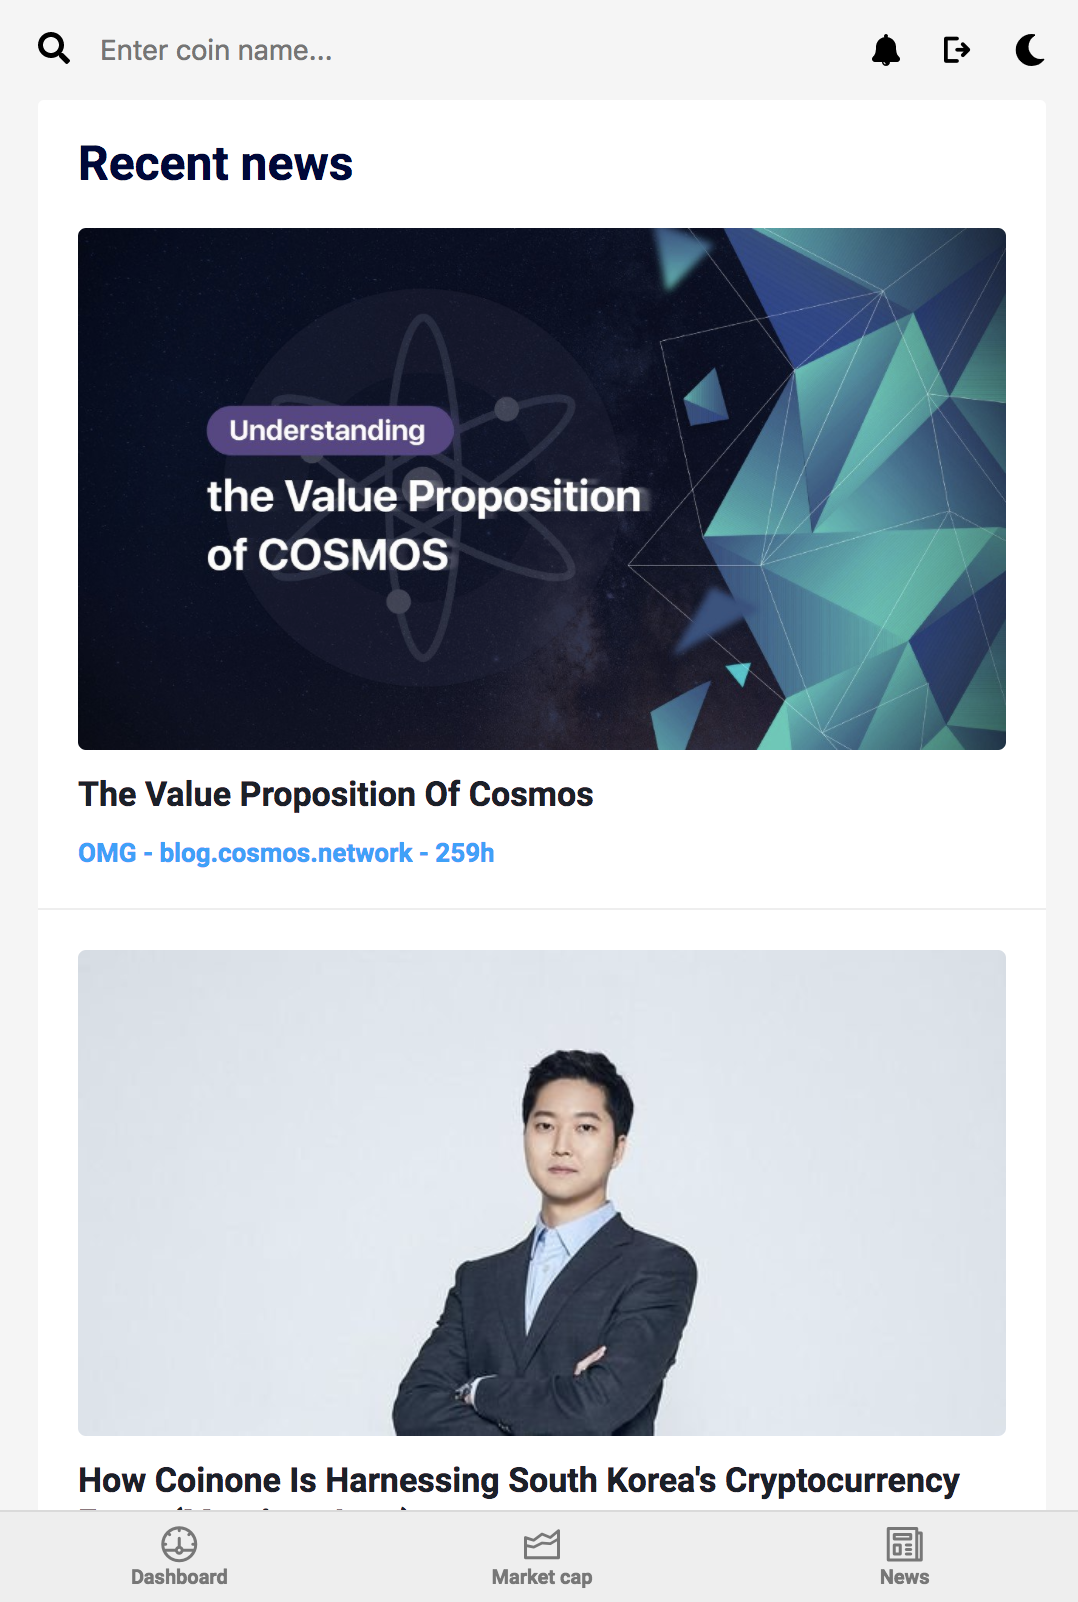 Enter coin name...
Recent news
Understanding
the Value Proposition
of COSMOS
The Value Proposition Of Cosmos
OMG - blog.cosmos.network - 259h
How Coinone Is Harnessing South Korea's Cryptocurrency
Dashboard
Market cap
News